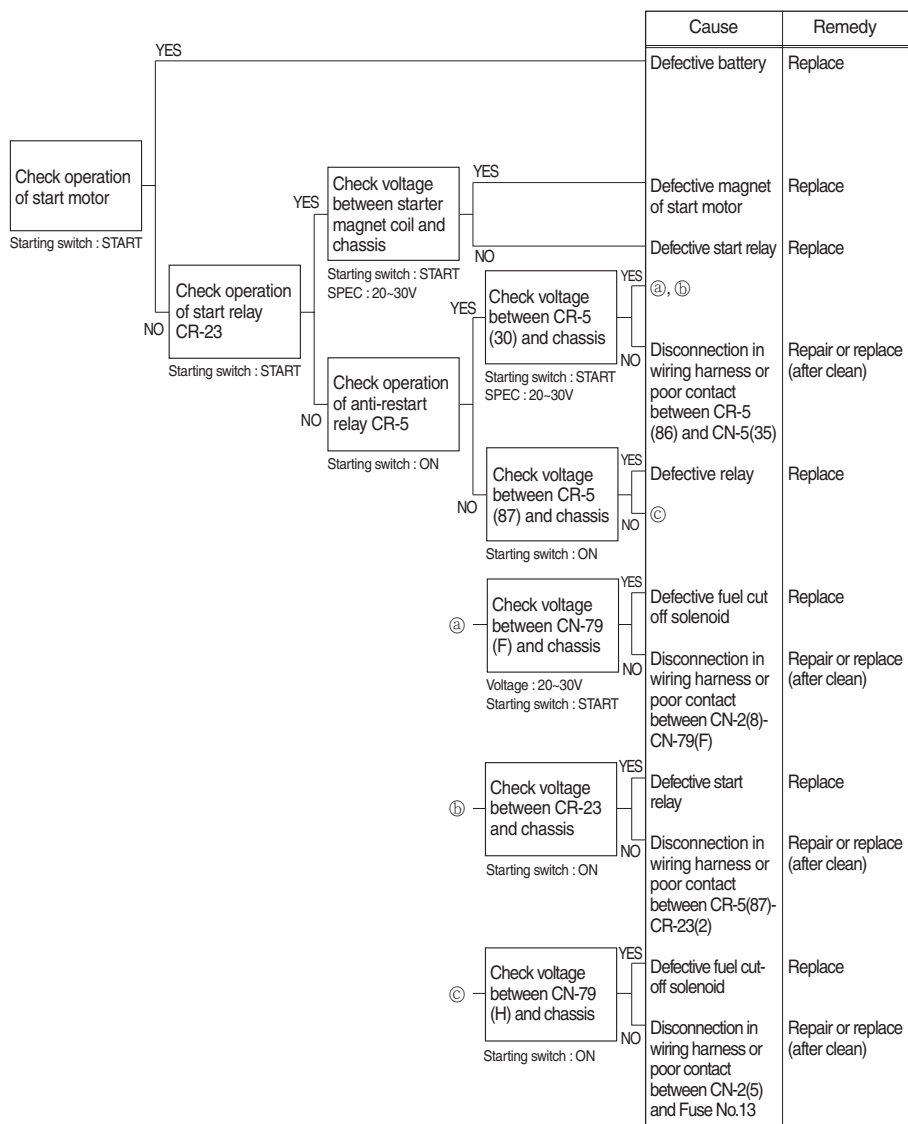 Cause Remedy
YES
Defective battery Replace
Check operation
of start motor
Starting switch : START
YES
Check voltage
between starter
magnet coil and
chassis
Starting switch : START
SPEC : 20~30V
YES
Defective magnet
of start motor
Replace
NO
Defective start relay Replace
NO
Check operation
of start relay
CR-23
Starting switch : START
NO
Check operation
of anti-restart
relay CR-5
Starting switch : ON
YES
Check voltage
between CR-5
(30) and chassis
Starting switch : START
SPEC : 20~30V
YES
ⓐ, ⓑ
NO
Disconnection in
wiring harness or
poor contact
between CR-5
(86) and CN-5(35)
Repair or replace
(after clean)
NO
Check voltage
between CR-5
(87) and chassis
Starting switch : ON
YES
Defective relay Replace
NO
ⓒ
ⓐ
Check voltage
between CN-79
(F) and chassis
Voltage : 20~30V
Starting switch : START
YES
Defective fuel cut
off solenoid
Replace
NO
Disconnection in
wiring harness or
poor contact
between CN-2(8)-
CN-79(F)
Repair or replace
(after clean)
ⓑ
Check voltage
between CR-23
and chassis
Starting switch : ON
YES
Defective start
relay
Replace
NO
Disconnection in
wiring harness or
poor contact
between CR-5(87)-
CR-23(2)
Repair or replace
(after clean)
ⓒ
Check voltage
between CN-79
(H) and chassis
Starting switch : ON
YES
Defective fuel cut-
off solenoid
Replace
NO
Disconnection in
wiring harness or
poor contact
between CN-2(5)
and Fuse No.13
Repair or replace
(after clean)